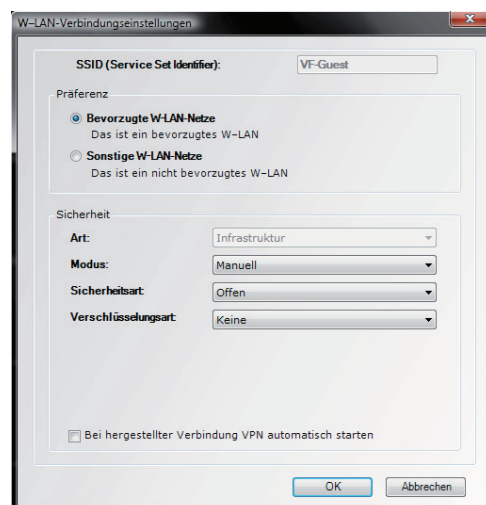 W-LAN-Verbindungseinstellungen
SSID (Service Set Identifier): VF-Guest
Präferenz
Bevorzugte W-LAN-Netze
Das ist ein bevorzugtes W-LAN
Sonstige W-LAN-Netze
Das ist ein nicht bevorzugtes W-LAN
Sicherheit
Art: Infrastruktur
Modus: Manuell
Sicherheitsart: Offen
Verschlüsselungsart: Keine
Bei hergestellter Verbindung VPN automatisch starten
OK Abbrechen